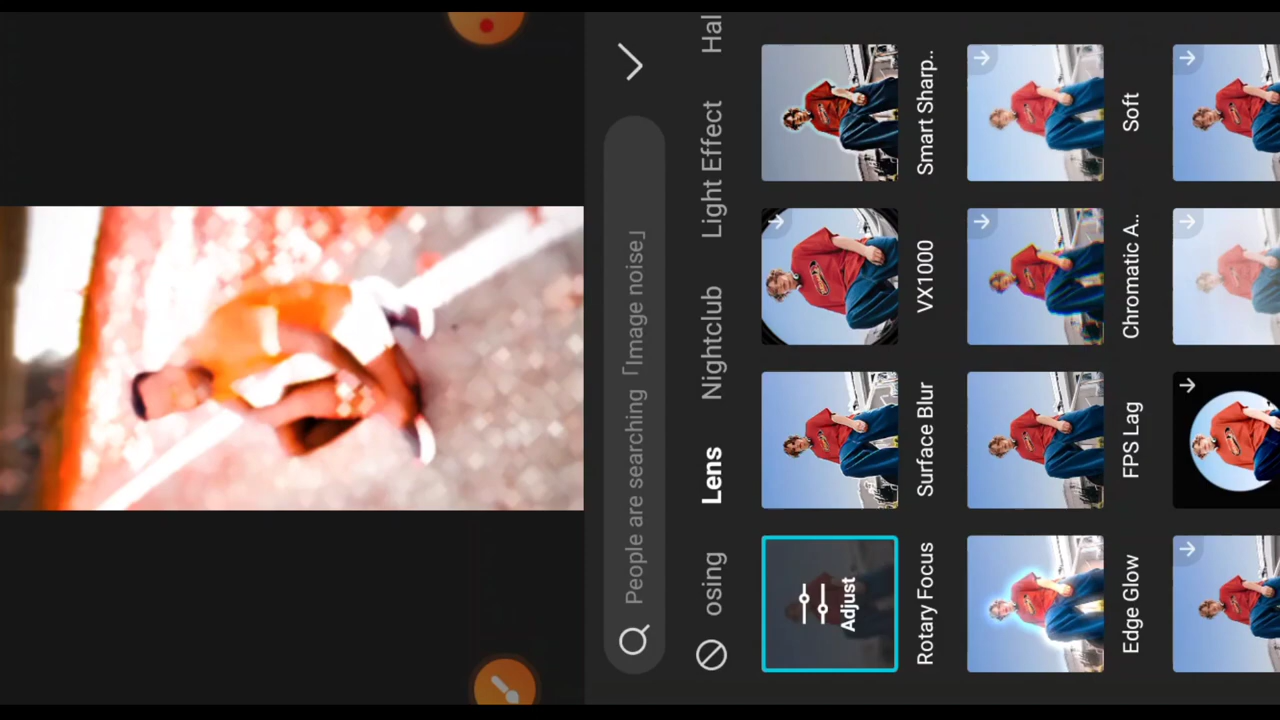 People are searching「Image noise」
osing Lens Nightclub Light Effect Hal
Adjust
Rotary Focus Surface Blur VX1000 Smart Sharp..
Edge Glow FPS Lag Chromatic A.. Soft